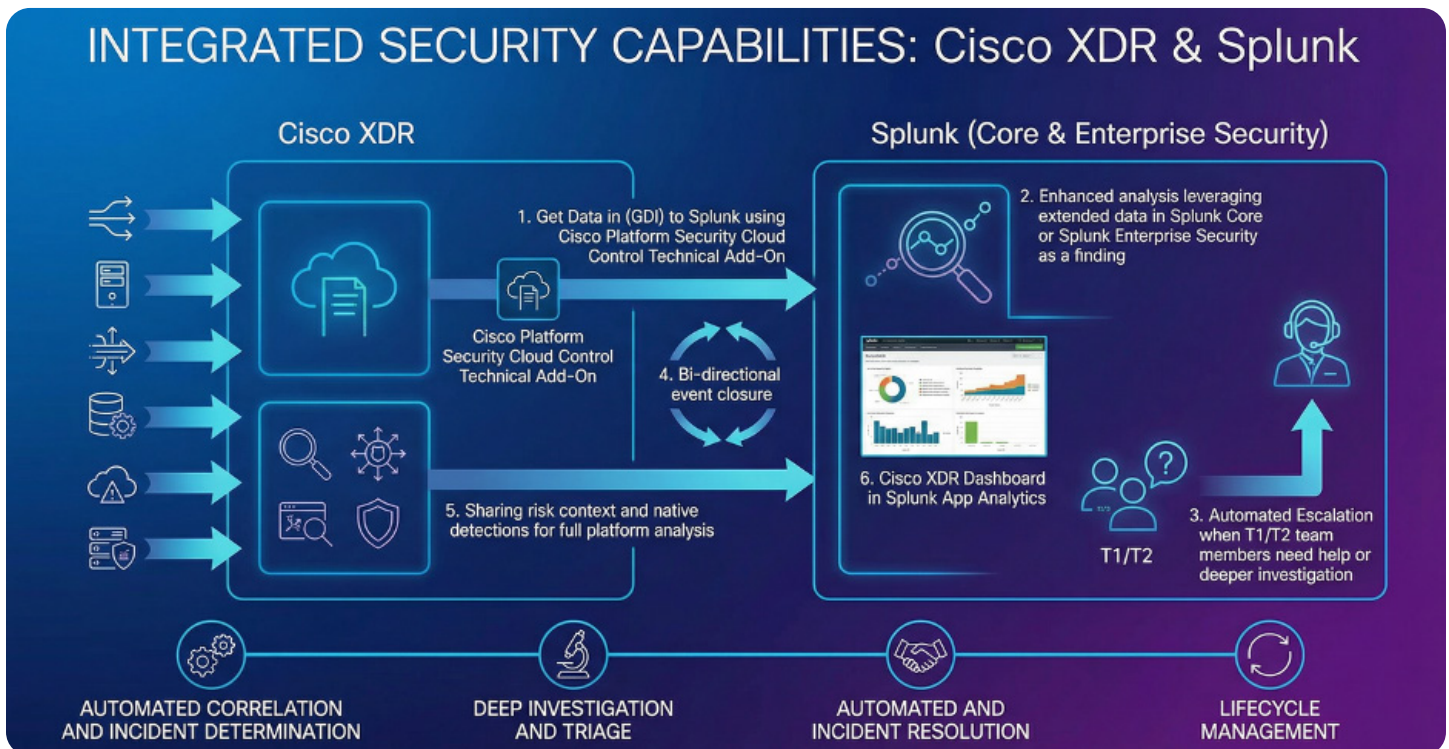 INTEGRATED SECURITY CAPABILITIES: Cisco XDR & Splunk
Cisco XDR
Splunk (Core & Enterprise Security)
1. Get Data in (GDI) to Splunk using
Cisco Platform Security Cloud
Control Technical Add-On
Cisco Platform
Security Cloud Control
Technical Add-On
2. Enhanced analysis leveraging
extended data in Splunk Core
or Splunk Enterprise Security
as a finding
4. Bi-directional
event closure
5. Sharing risk context and native
detections for full platform analysis
6. Cisco XDR Dashboard
in Splunk App Analytics
T1/T2
3. Automated Escalation
when T1/T2 team
members need help or
deeper investigation
AUTOMATED CORRELATION
AND INCIDENT DETERMINATION
DEEP INVESTIGATION
AND TRIAGE
AUTOMATED AND
INCIDENT RESOLUTION
LIFECYCLE
MANAGEMENT